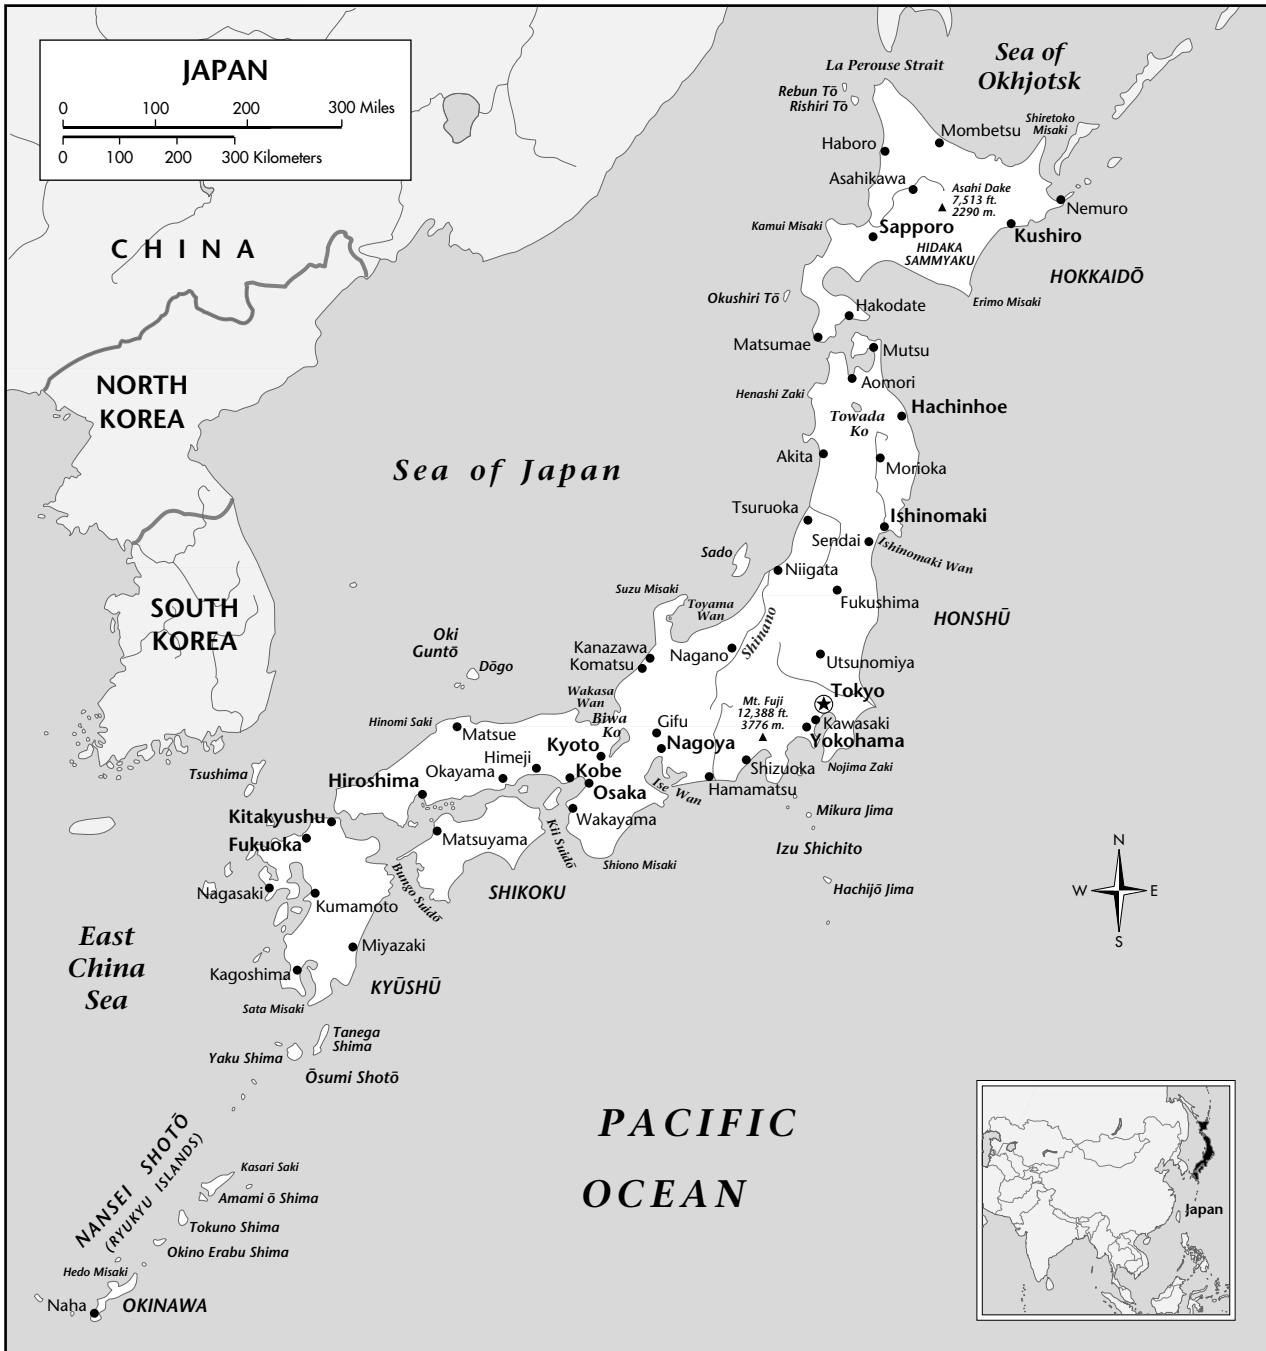 JAPAN
0 100 200 300 Miles
0 100 200 300 Kilometers
Sea of
Okhjotsk
La Perouse Strait
Rebun Tō
Rishiri Tō
Shiretoko
Misaki
Mombetsu
Haboro
Asahikawa
Asahi Dake
7,513 ft.
2290 m.
Nemuro
Kamui Misaki
Sapporo
Kushiro
HIDAKA
SAMMYAKU
HOKKAIDŌ
CHINA
Okushiri Tō
Erimo Misaki
Hakodate
Matsumae
Mutsu
NORTH
KOREA
Aomori
Henashi Zaki
Hachinhoe
Towada
Ko
Sea of Japan
Akita
Morioka
Tsuruoka
Ishinomaki
Sendai
Ishinomaki Wan
Sado
Niigata
Suzu Misaki
Toyama
Wan
Fukushima
HONSHŪ
SOUTH
KOREA
Shinano
Oki
Guntō
Dōgo
Kanazawa
Komatsu
Nagano
Utsunomiya
Wakasa
Wan
Tokyo
Mt. Fuji
12,388 ft.
3776 m.
Hinomi Saki
Matsue
Biwa
Ko
Gifu
Kawasaki
Kyoto
Nagoya
Yokohama
Himeji
Tsushima
Okayama
Kobe
Shizuoka
Nojima Zaki
Hiroshima
Osaka
Ise Wan
Hamamatsu
Mikura Jima
Kitakyushu
Wakayama
Fukuoka
Matsuyama
Kii Suidō
Izu Shichito
Shiono Misaki
Nagasaki
Bungo Suidō
SHIKOKU
Hachijō Jima
Kumamoto
N
W E
S
East
China
Sea
Miyazaki
Kagoshima
KYŪSHŪ
Sata Misaki
Tanega
Shima
Yaku Shima
Ōsumi Shotō
PACIFIC
OCEAN
NANSEI SHOTŌ
(RYUKYU ISLANDS)
Kasari Saki
Amami ō Shima
Tokuno Shima
Okino Erabu Shima
Hedo Misaki
Naha
OKINAWA
Japan